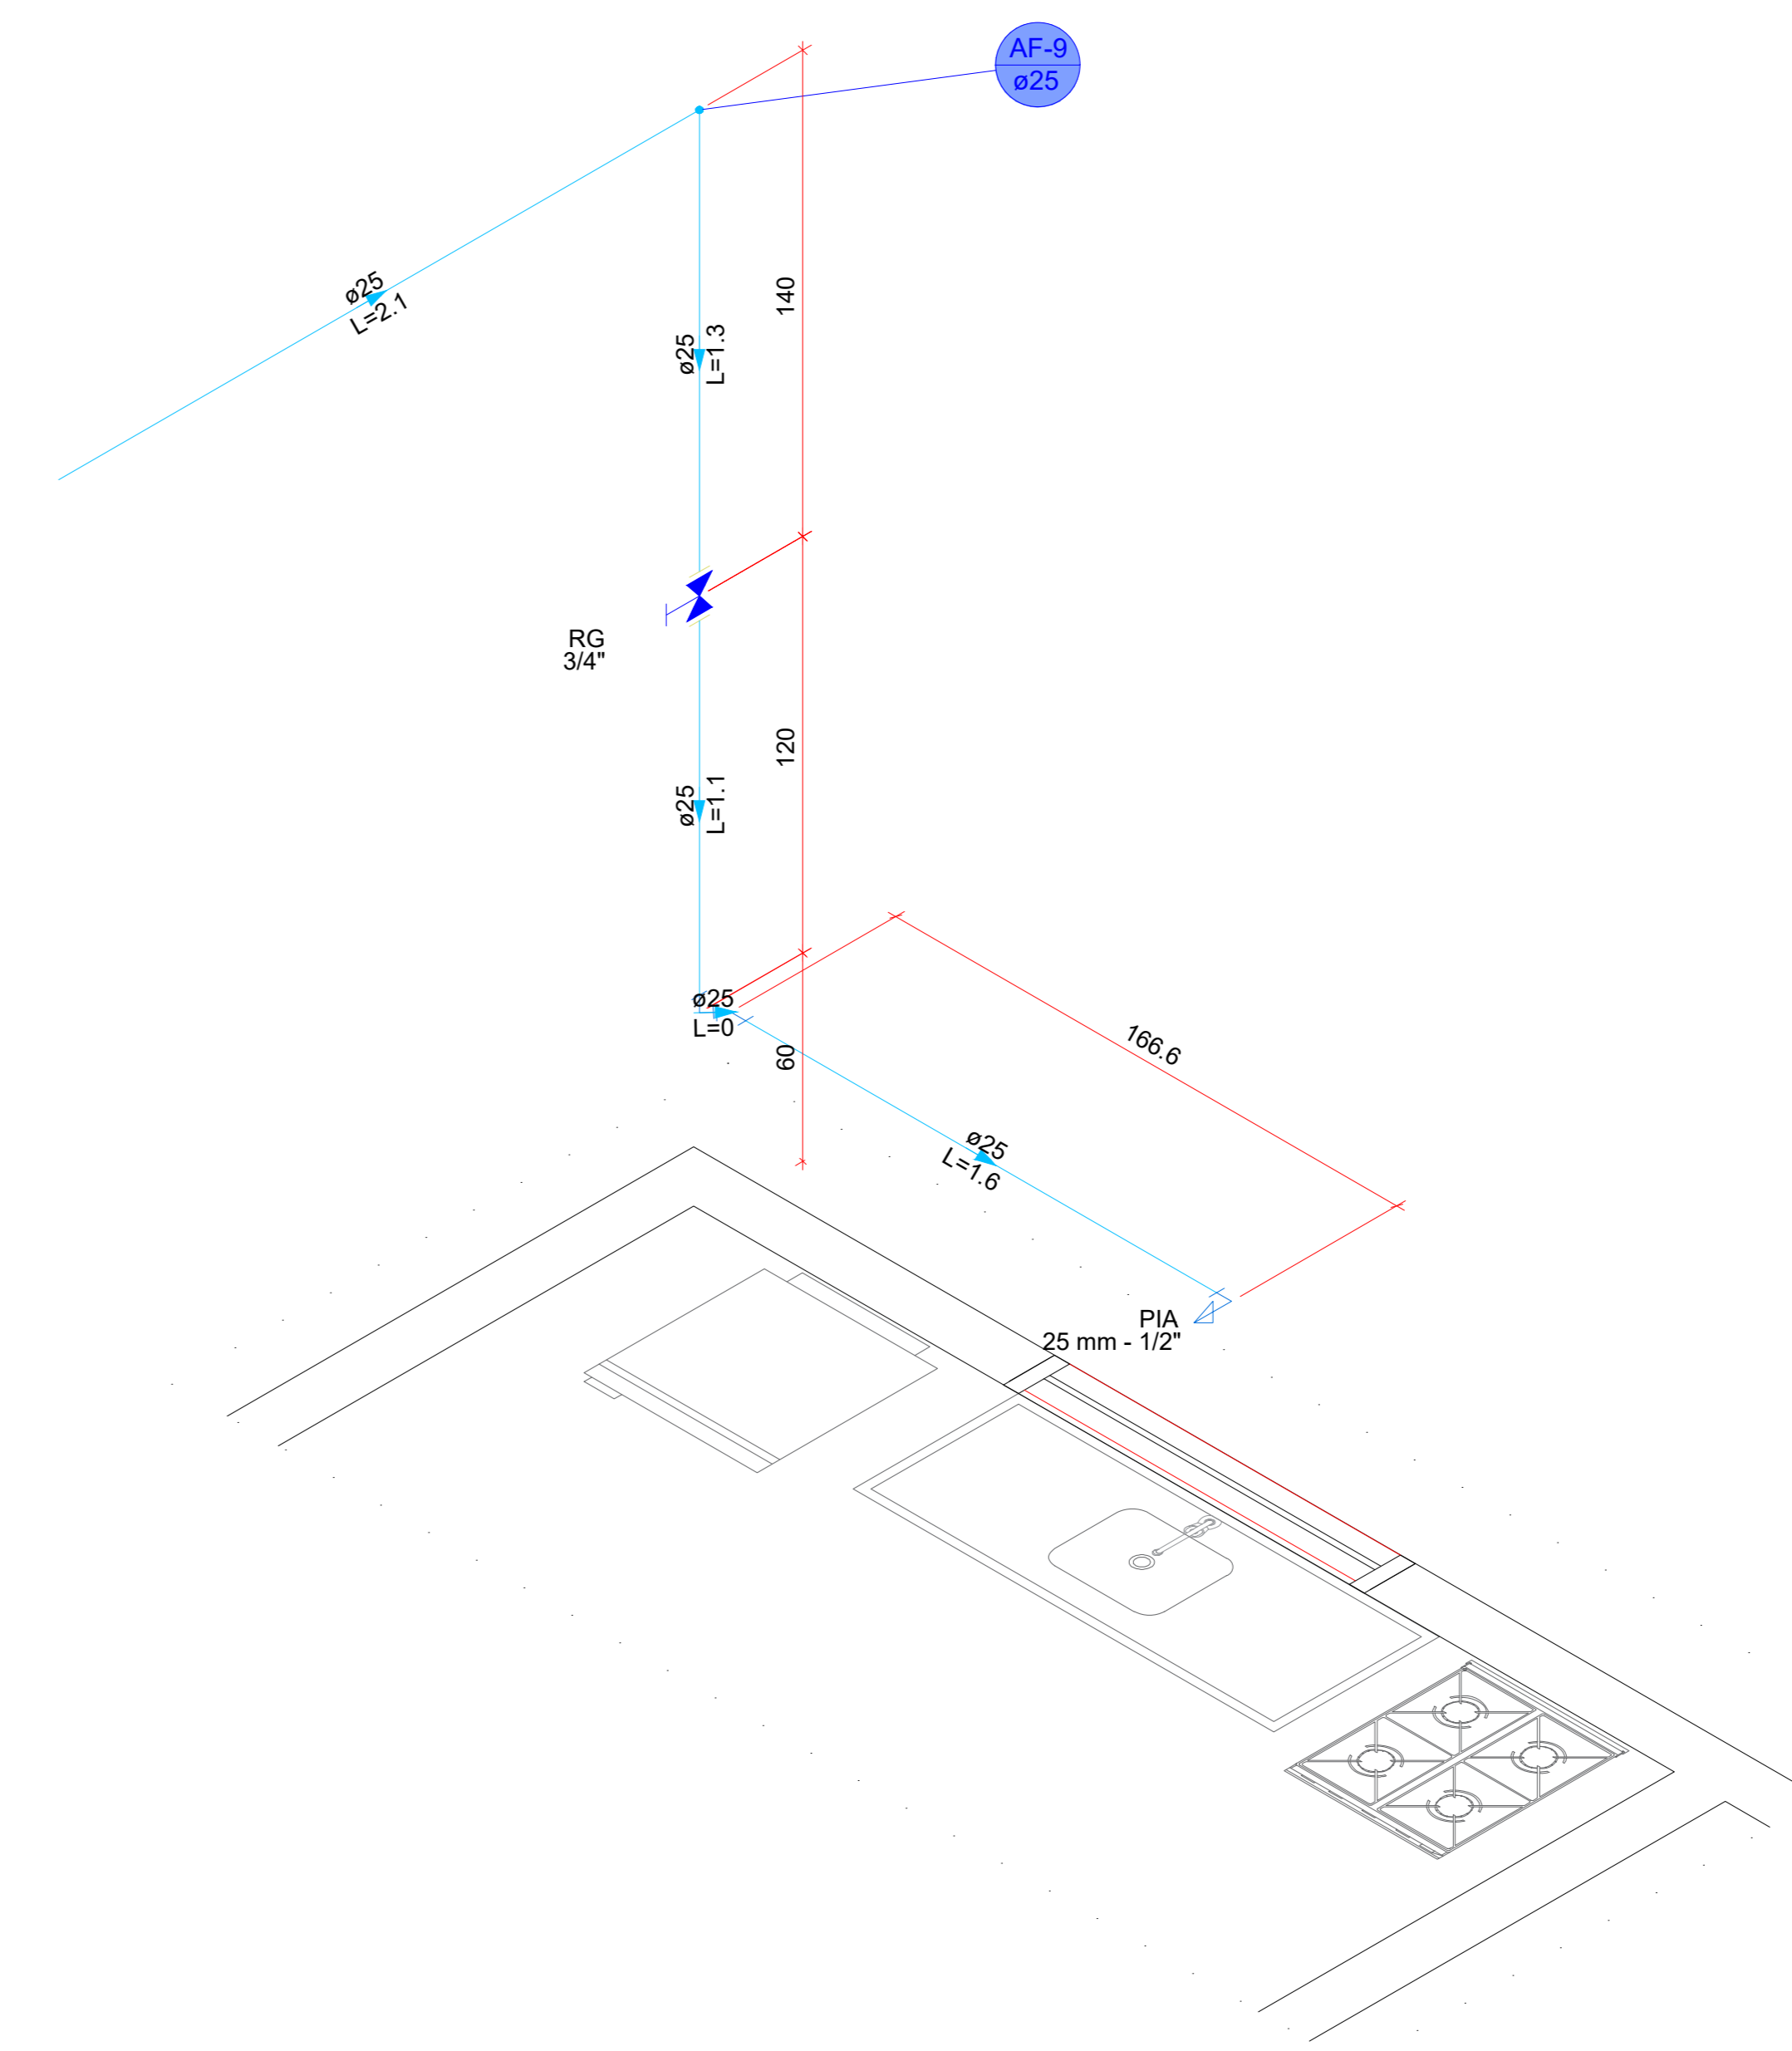 AF-9
ø25
ø25
L=2.1
140
ø25
L=1.3
RG
3/4"
120
ø25
L=1.1
ø25
L=0
60
166.6
ø25
L=1.6
PIA
25 mm - 1/2"